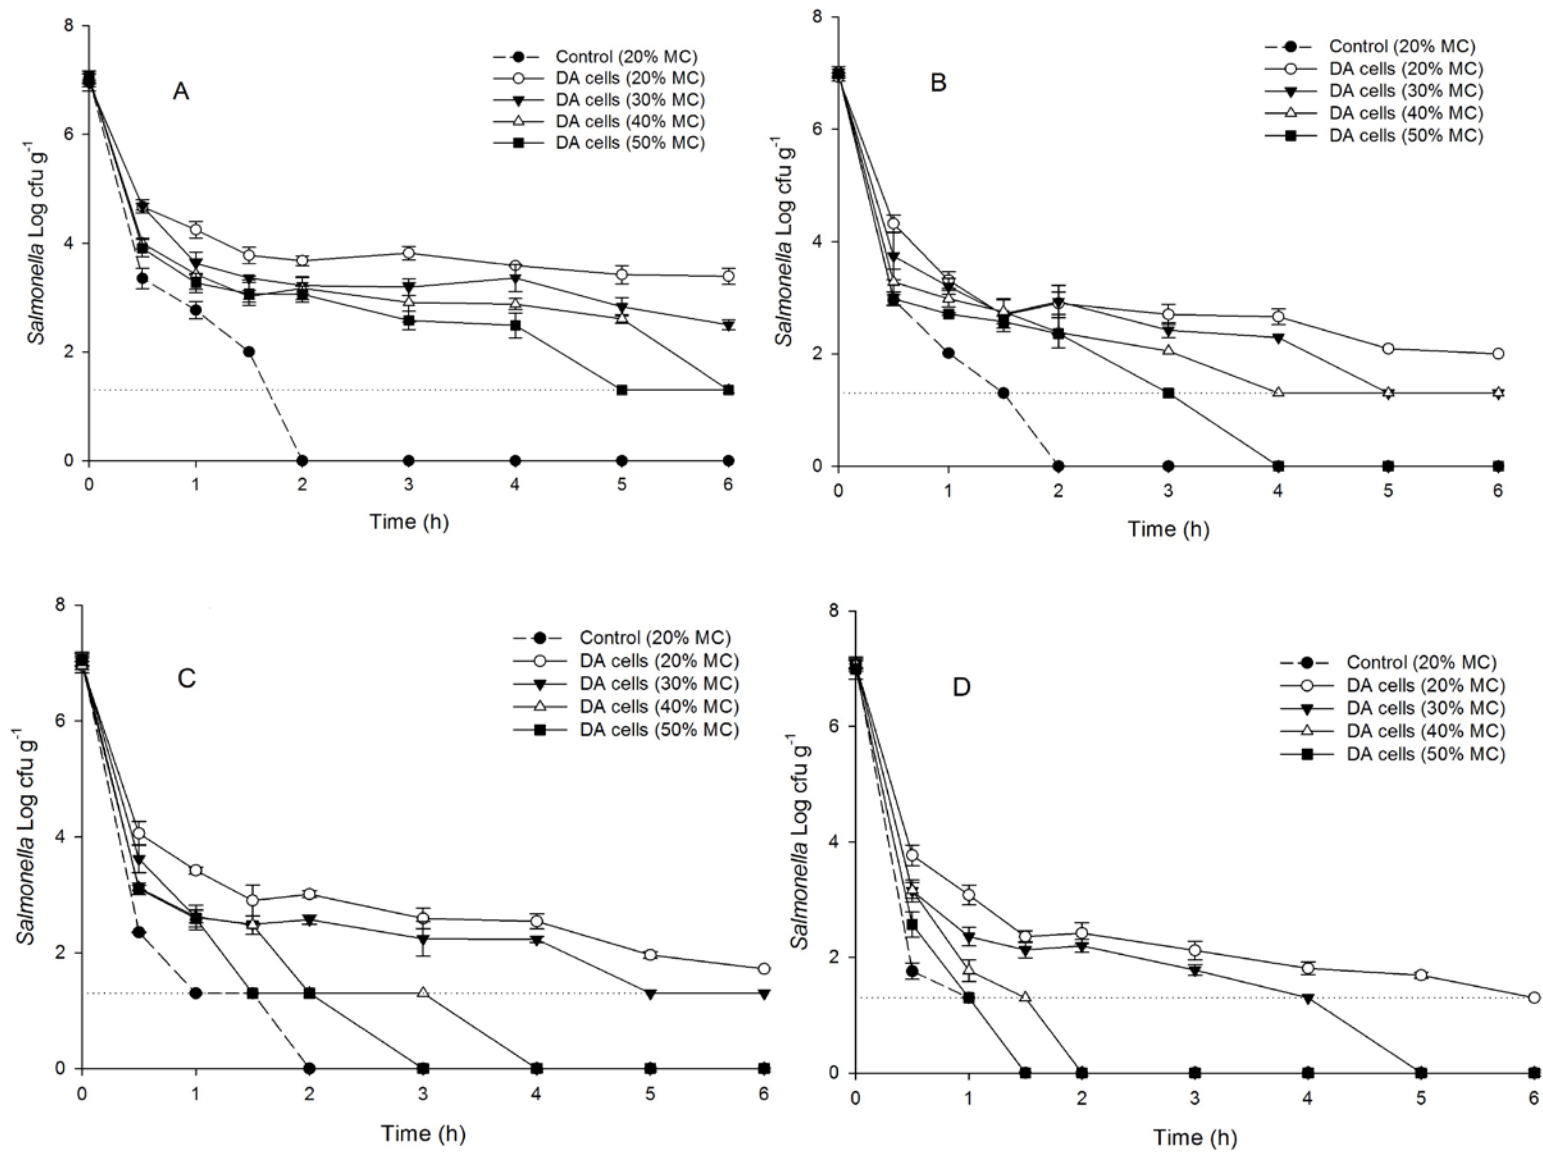 A
Control (20% MC)
DA cells (20% MC)
DA cells (30% MC)
DA cells (40% MC)
DA cells (50% MC)
Salmonella Log cfu g-1
8
6
4
2
0
0 1 2 3 4 5 6
Time (h)
B
Control (20% MC)
DA cells (20% MC)
DA cells (30% MC)
DA cells (40% MC)
DA cells (50% MC)
Salmonella Log cfu g-1
8
6
4
2
0
0 1 2 3 4 5 6
Time (h)
C
Control (20% MC)
DA cells (20% MC)
DA cells (30% MC)
DA cells (40% MC)
DA cells (50% MC)
Salmonella Log cfu g-1
8
6
4
2
0
0 1 2 3 4 5 6
Time (h)
D
Control (20% MC)
DA cells (20% MC)
DA cells (30% MC)
DA cells (40% MC)
DA cells (50% MC)
Salmonella Log cfu g-1
8
6
4
2
0
0 1 2 3 4 5 6
Time (h)